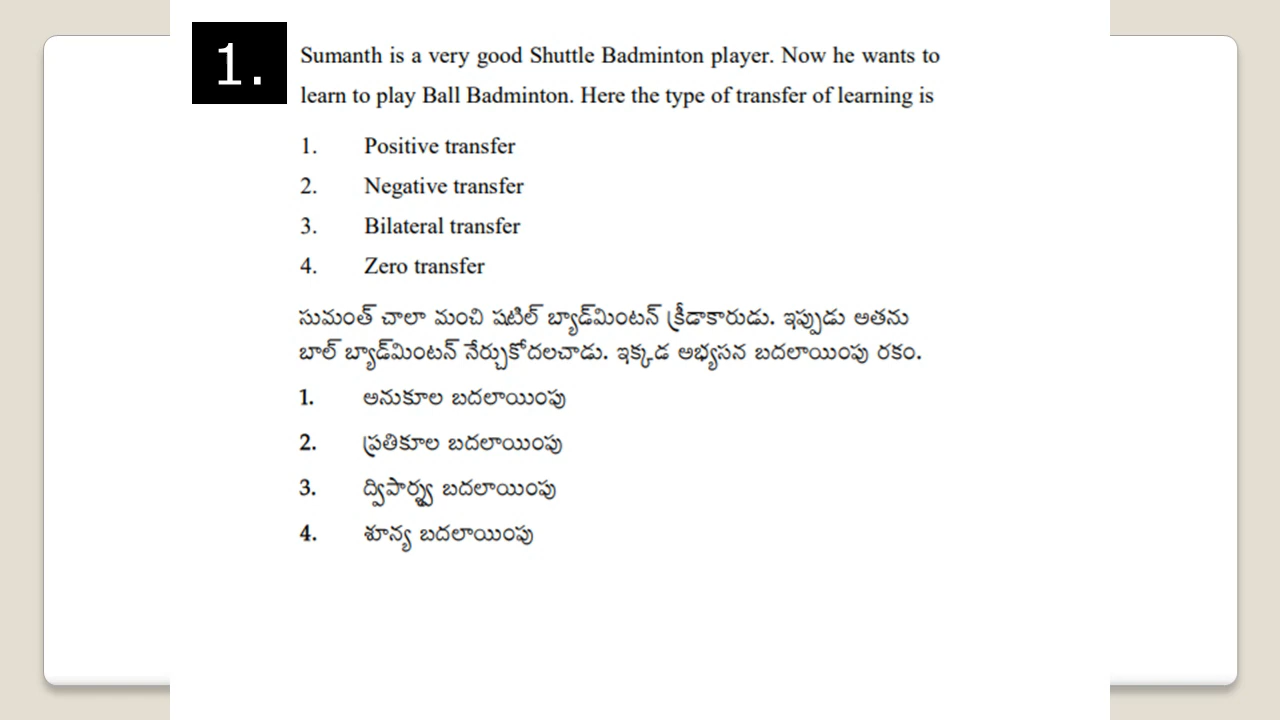 1.
Sumanth is a very good Shuttle Badminton player. Now he wants to
learn to play Ball Badminton. Here the type of transfer of learning is
1. Positive transfer
2. Negative transfer
3. Bilateral transfer
4. Zero transfer
సుమంత్ చాలా మంచి షటిల్ బ్యాడ్‌మింటన్ క్రీడాకారుడు. ఇప్పుడు అతను
బాల్ బ్యాడ్‌మింటన్ నేర్చుకోదలచాడు. ఇక్కడ అభ్యసన బదలాయింపు రకం.
1. అనుకూల బదలాయింపు
2. ప్రతికూల బదలాయింపు
3. ద్విపార్శ్వ బదలాయింపు
4. శూన్య బదలాయింపు